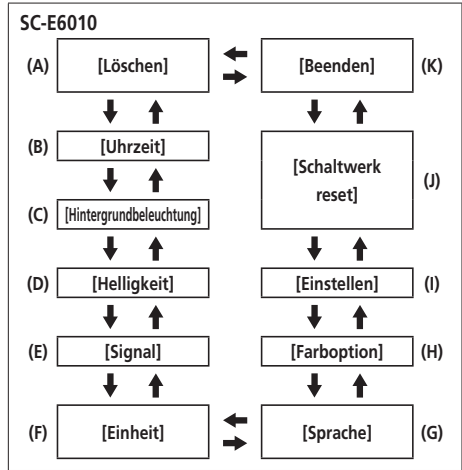 SC-E6010
(A) [Löschen] [Beenden] (K)
(B) [Uhrzeit]
[Schaltwerk
reset] (J)
(C) [Hintergrundbeleuchtung]
(D) [Helligkeit] [Einstellen] (I)
(E) [Signal] [Farboption] (H)
(F) [Einheit] [Sprache] (G)